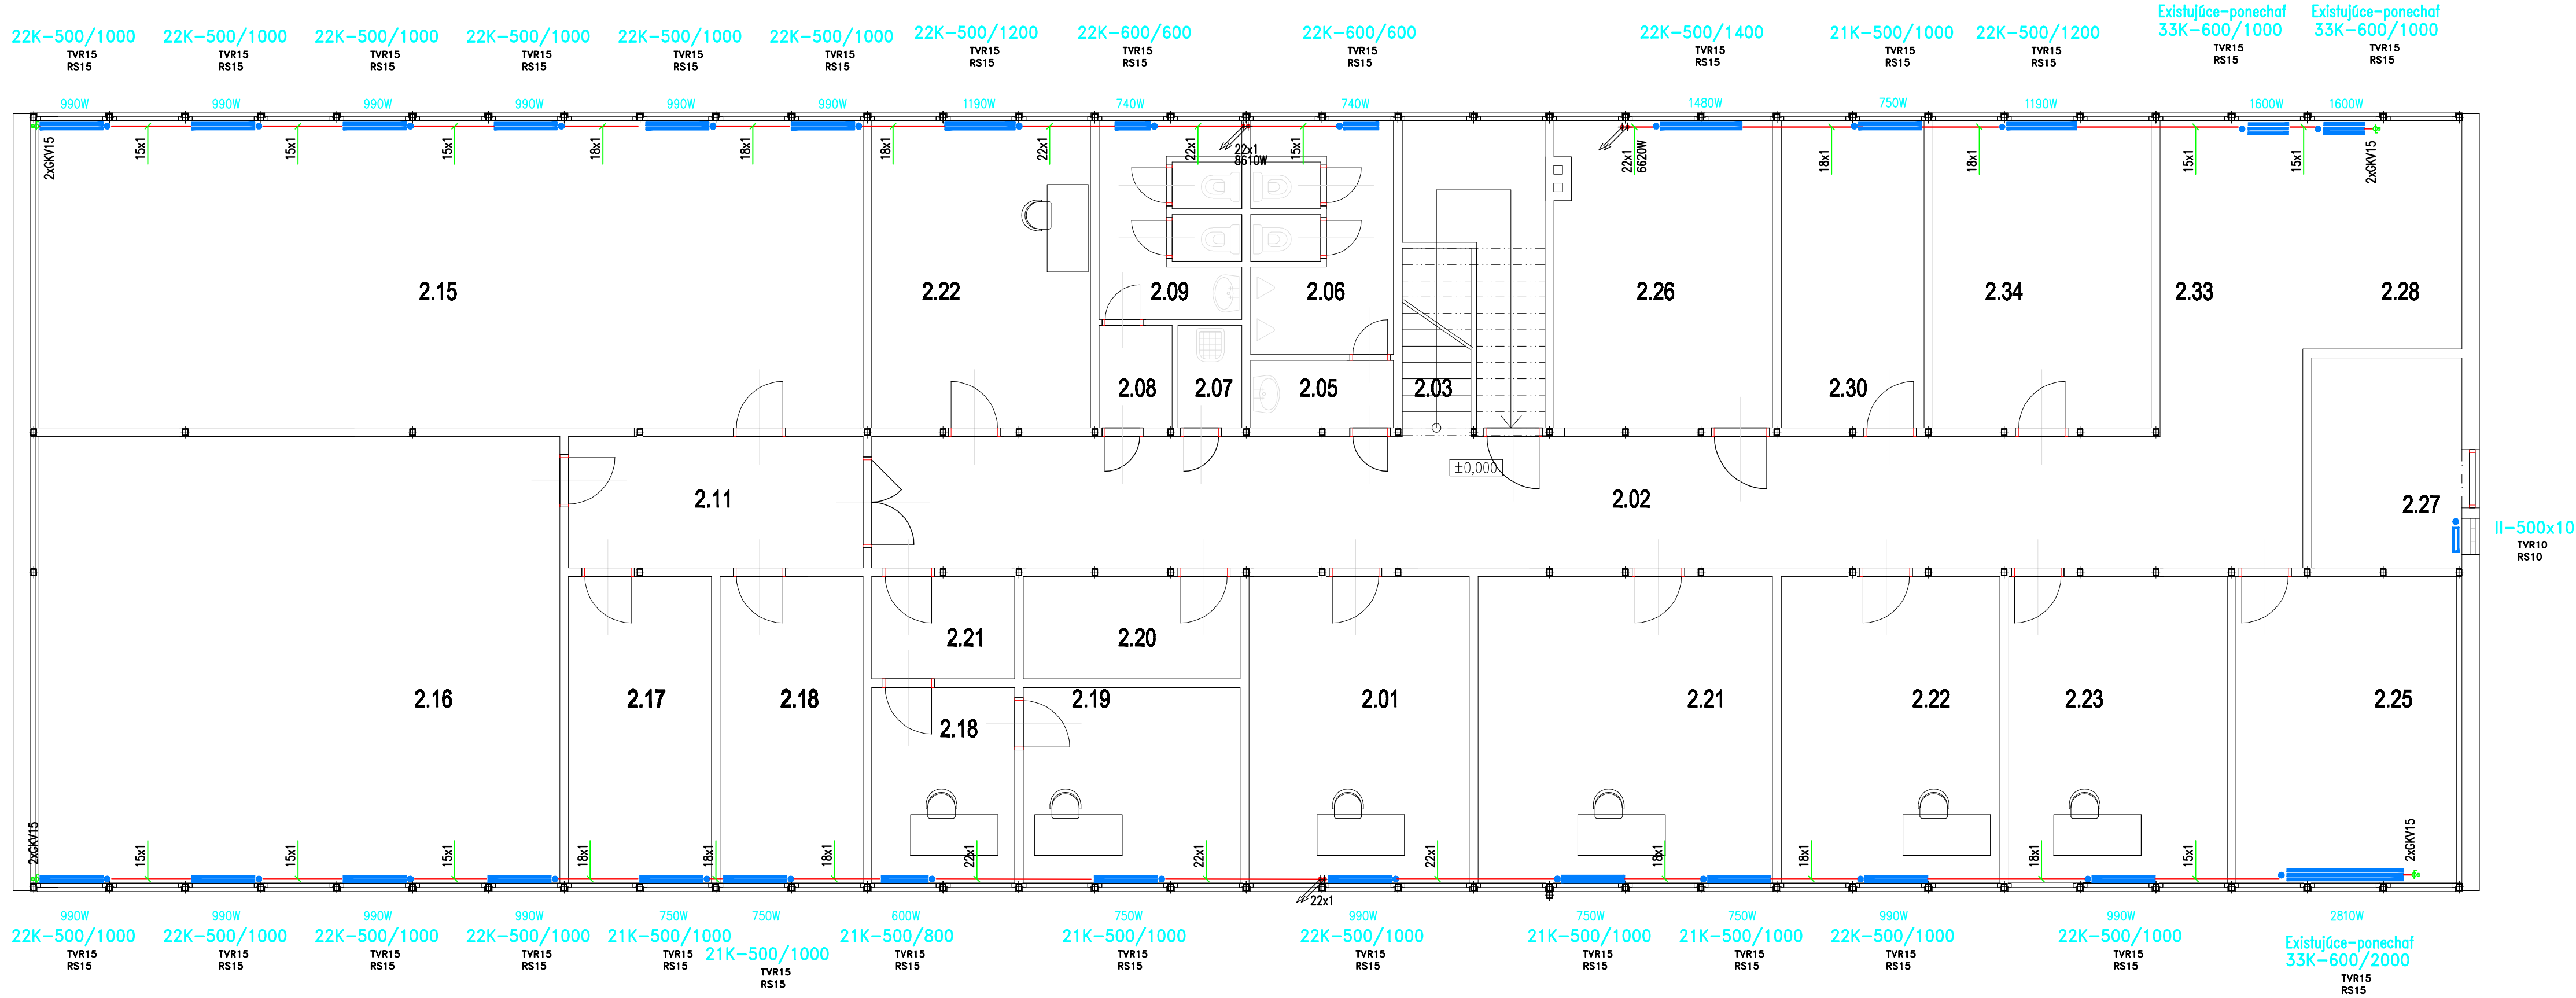 22K-500/1000
TVR15
RS15
22K-500/1000
TVR15
RS15
22K-500/1000
TVR15
RS15
22K-500/1000
TVR15
RS15
22K-500/1000
TVR15
RS15
22K-500/1000
TVR15
RS15
22K-500/1200
TVR15
RS15
22K-600/600
TVR15
RS15
22K-600/600
TVR15
RS15
22K-500/1400
TVR15
RS15
21K-500/1000
TVR15
RS15
22K-500/1200
TVR15
RS15
Existujúce-ponechať
33K-600/1000
TVR15
RS15
Existujúce-ponechať
33K-600/1000
TVR15
RS15
990W
990W
990W
990W
990W
990W
1190W
740W
740W
1480W
750W
1190W
1600W
1600W
2xGKV15
15x1
15x1
15x1
18x1
18x1
18x1
22x1
22x1
22x1
8610W
15x1
22x1
6620W
18x1
18x1
15x1
15x1
2xGKV15
2.15
2.22
2.09
2.06
2.26
2.34
2.33
2.28
2.08
2.07
2.05
2.03
2.30
±0,000
2.11
2.02
2.27
II-500x10
TVR10
RS10
2.21
2.20
2.16
2.17
2.18
2.18
2.19
2.01
2.21
2.22
2.23
2.25
2xGKV15
15x1
15x1
15x1
18x1
18x1
18x1
22x1
22x1
22x1
22x1
18x1
18x1
18x1
15x1
2xGKV15
990W
990W
990W
990W
750W
750W
600W
750W
990W
750W
750W
990W
990W
2810W
22K-500/1000
TVR15
RS15
22K-500/1000
TVR15
RS15
22K-500/1000
TVR15
RS15
22K-500/1000
TVR15
RS15
21K-500/1000
TVR15
RS15
21K-500/1000
TVR15
RS15
21K-500/800
TVR15
RS15
21K-500/1000
TVR15
RS15
22K-500/1000
TVR15
RS15
21K-500/1000
TVR15
RS15
21K-500/1000
TVR15
RS15
22K-500/1000
TVR15
RS15
22K-500/1000
TVR15
RS15
Existujúce-ponechať
33K-600/2000
TVR15
RS15